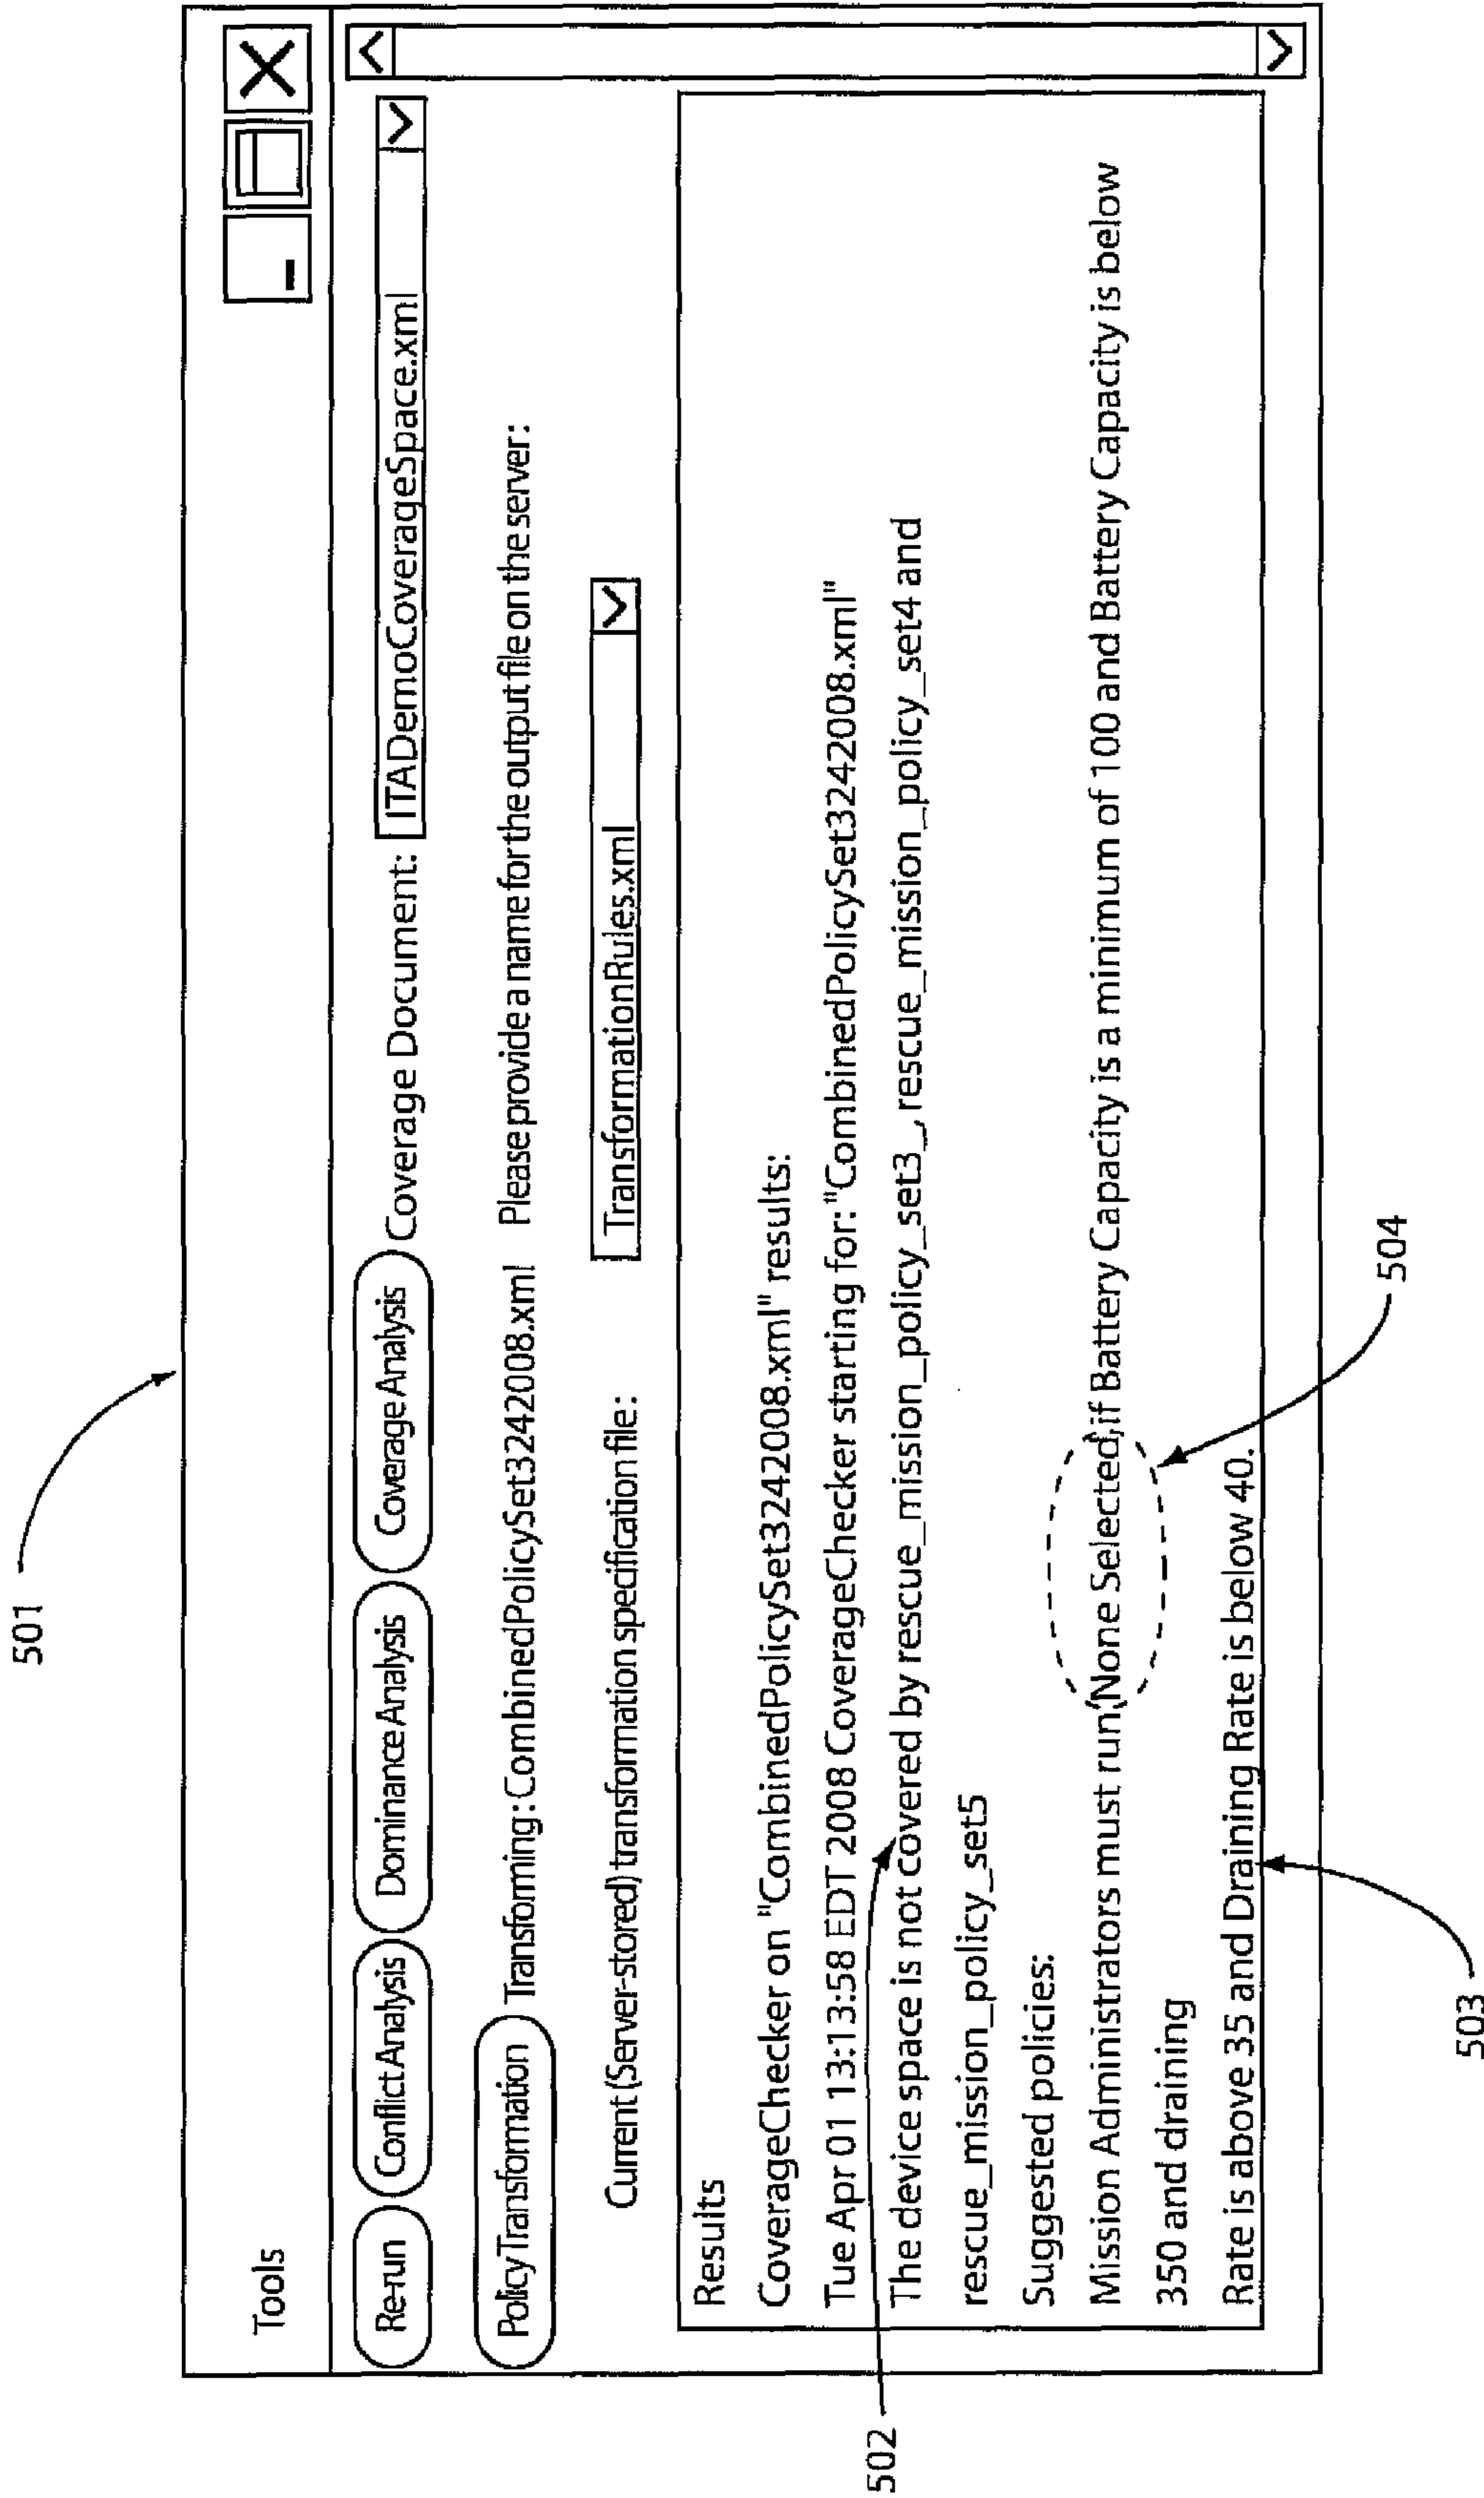 501
Tools
Re-run Conflict Analysis Dominance Analysis Coverage Analysis Coverage Document: ITADemoCoverageSpace.xml
Policy Transformation Transforming: CombinedPolicySet3242008.xml Please provide a name for the output file on the server:
Current (Server-stored) transformation specification file: TransformationRules.xml
Results
CoverageChecker on "CombinedPolicySet3242008.xml" results:
Tue Apr 01 13:13:58 EDT 2008 CoverageChecker starting for: "CombinedPolicySet3242008.xml"
502
The device space is not covered by rescue_mission_policy_set3_, rescue_mission_policy_set4 and
rescue_mission_policy_set5
Suggested policies:
Mission Administrators must run None Selected, if Battery Capacity is a minimum of 100 and Battery Capacity is below
350 and draining
Rate is above 35 and Draining Rate is below 40.
504
503